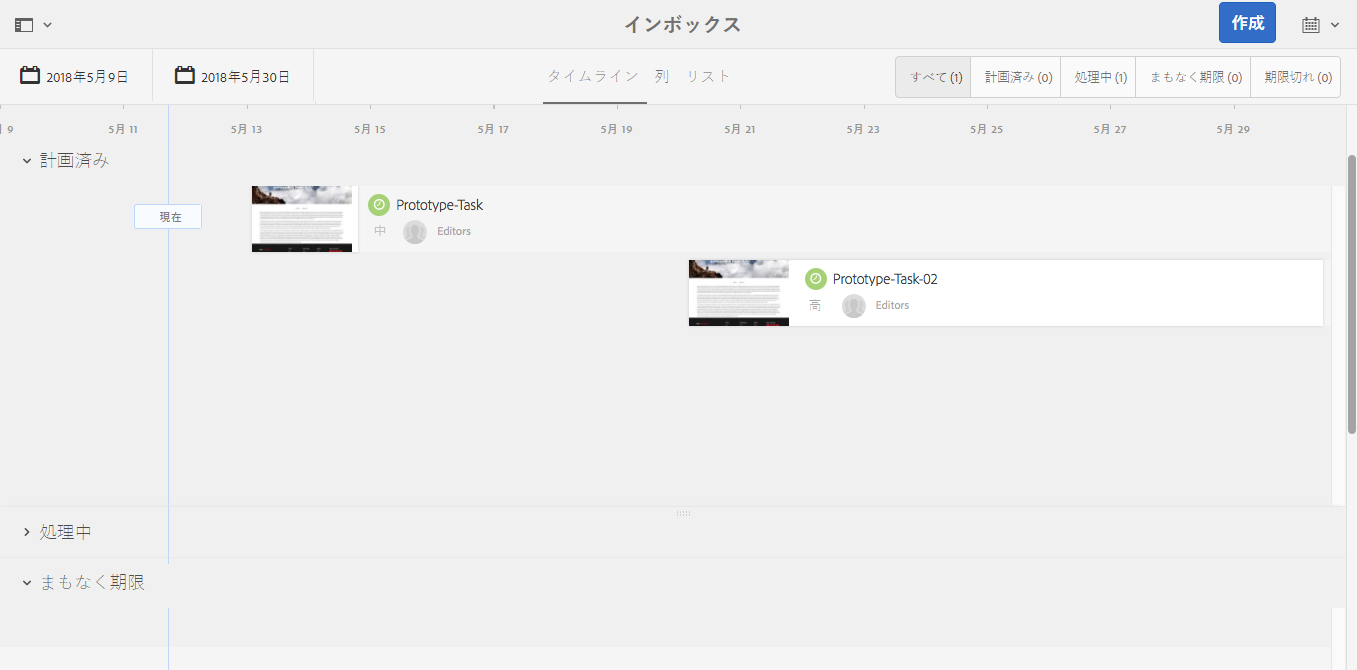 インボックス
作成
2018年5月9日
2018年5月30日
タイムライン 列 リスト
すべて (1) 計画済み (0) 処理中 (1) まもなく期限 (0) 期限切れ (0)
9 5月 11 5月 13 5月 15 5月 17 5月 19 5月 21 5月 23 5月 25 5月 27 5月 29
計画済み
現在
Prototype-Task
中 Editors
Prototype-Task-02
高 Editors
処理中
まもなく期限